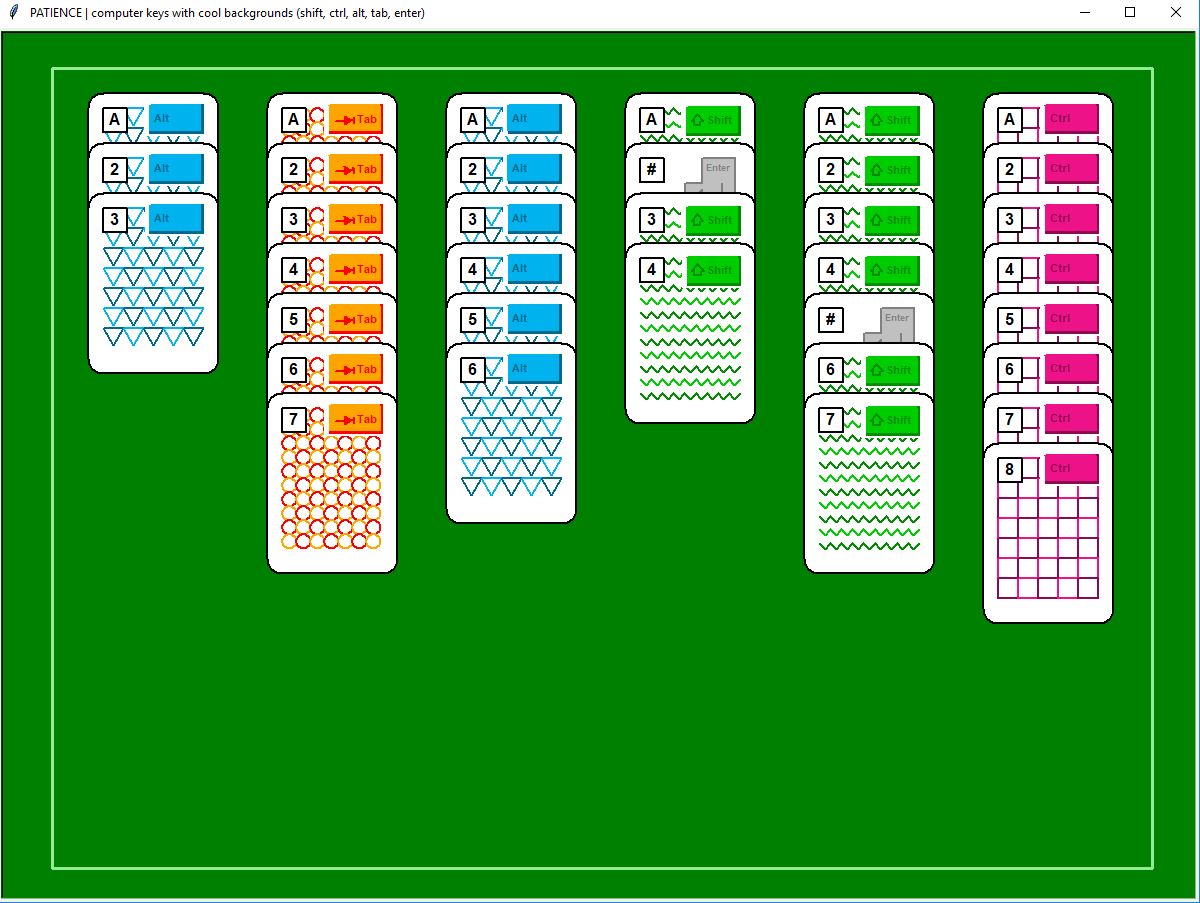 PATIENCE | computer keys with cool backgrounds (shift, ctrl, alt, tab, enter)
A Alt
2 Alt
3 Alt
A Tab
2 Tab
3 Tab
4 Tab
5 Tab
6 Tab
7 Tab
A Alt
2 Alt
3 Alt
4 Alt
5 Alt
6 Alt
A Shift
# Enter
3 Shift
4 Shift
A Shift
2 Shift
3 Shift
4 Shift
# Enter
6 Shift
7 Shift
A Ctrl
2 Ctrl
3 Ctrl
4 Ctrl
5 Ctrl
6 Ctrl
7 Ctrl
8 Ctrl